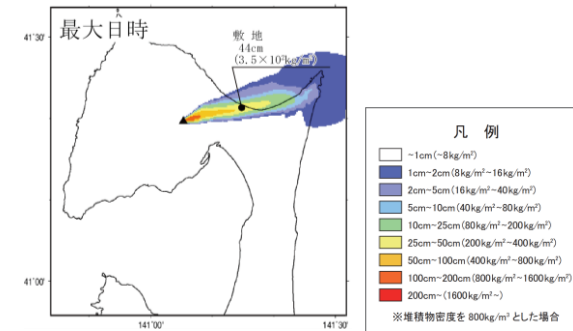 最大日時
41°30′
敷 地
44cm
(3.5×10²kg/m²)
41°00′
141°00′
141°30′
凡 例
~1cm(~8kg/m²)
1cm~2cm(8kg/m²~16kg/m²)
2cm~5cm(16kg/m²~40kg/m²)
5cm~10cm(40kg/m²~80kg/m²)
10cm~25cm(80kg/m²~200kg/m²)
25cm~50cm(200kg/m²~400kg/m²)
50cm~100cm(400kg/m²~800kg/m²)
100cm~200cm(800kg/m²~1600kg/m²)
200cm~(1600kg/m²~)
※堆積物密度を800kg/m³とした場合